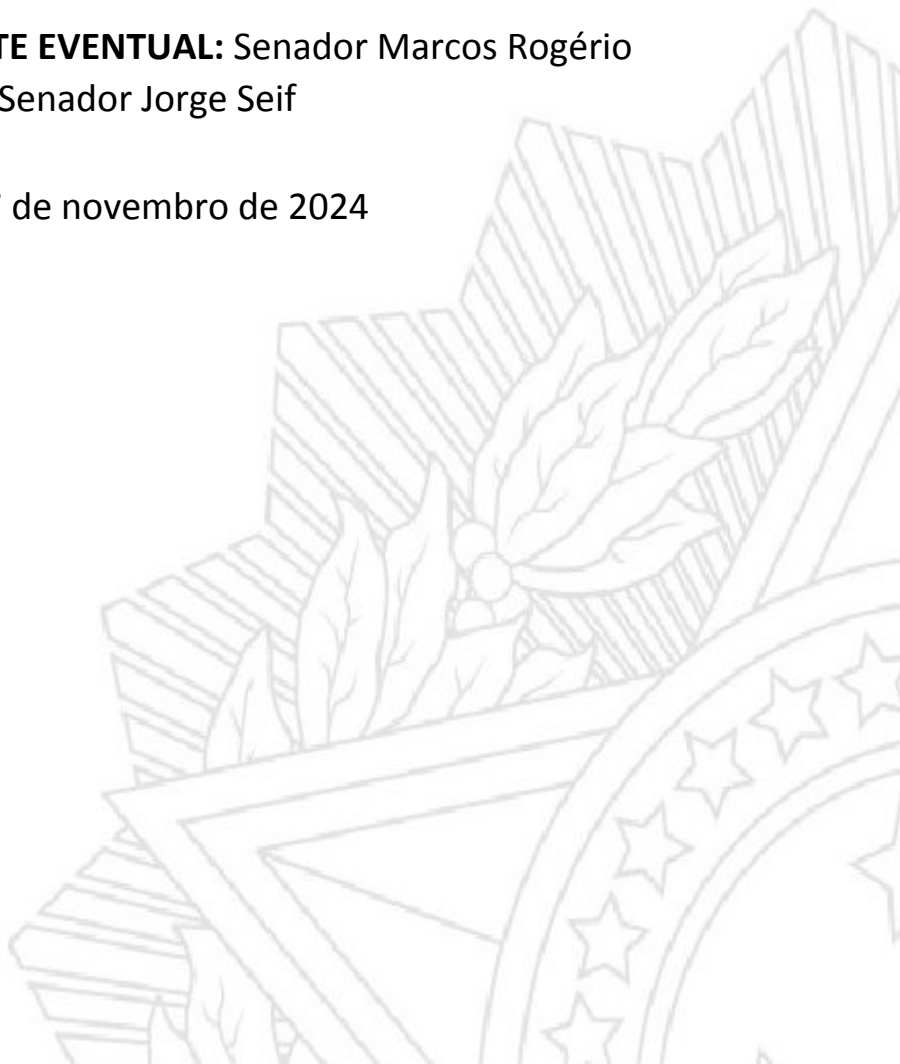 TE EVENTUAL: Senador Marcos Rogério
Senador Jorge Seif
de novembro de 2024